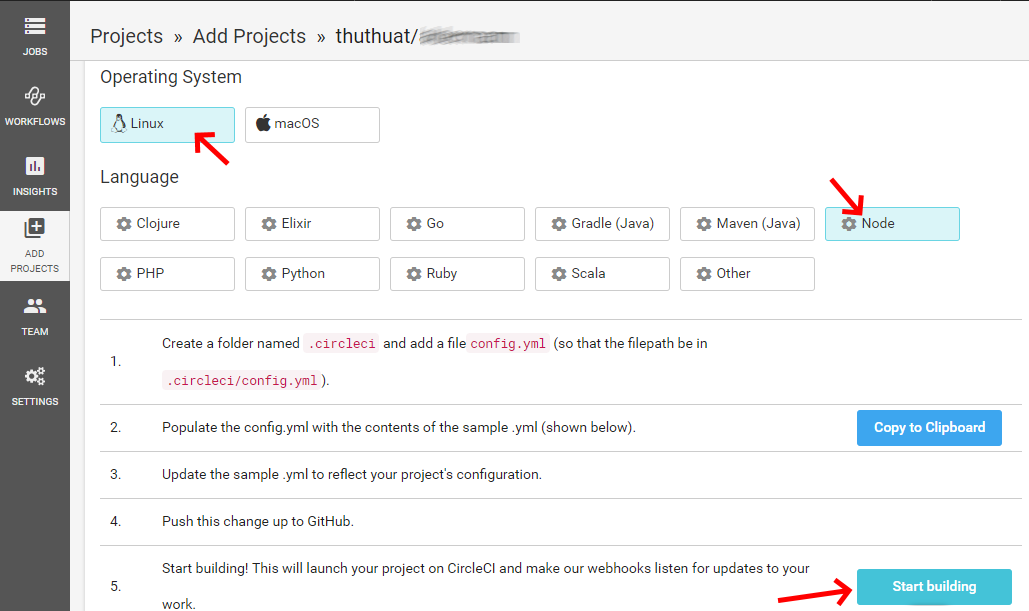 JOBS
WORKFLOWS
INSIGHTS
ADD
PROJECTS
TEAM
SETTINGS
Projects » Add Projects » thuthuat/
Operating System
Linux
macOS
Language
Clojure
Elixir
Go
Gradle (Java)
Maven (Java)
Node
PHP
Python
Ruby
Scala
Other
1.
Create a folder named .circleci and add a file config.yml (so that the filepath be in
.circleci/config.yml ).
2.
Populate the config.yml with the contents of the sample .yml (shown below).
Copy to Clipboard
3.
Update the sample .yml to reflect your project's configuration.
4.
Push this change up to GitHub.
5.
Start building! This will launch your project on CircleCI and make our webhooks listen for updates to your
work.
Start building